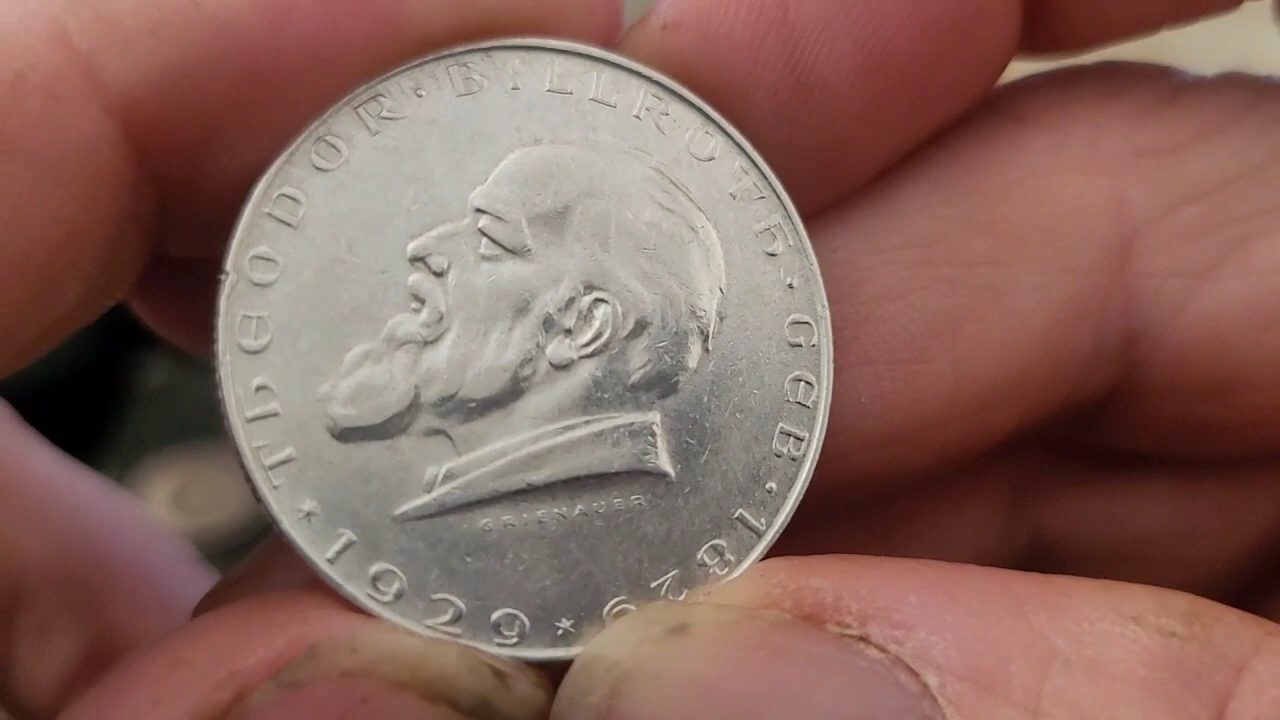 THEODOR · BILLROTH · GEB · 1829
* 1929 *
GRIENAUER